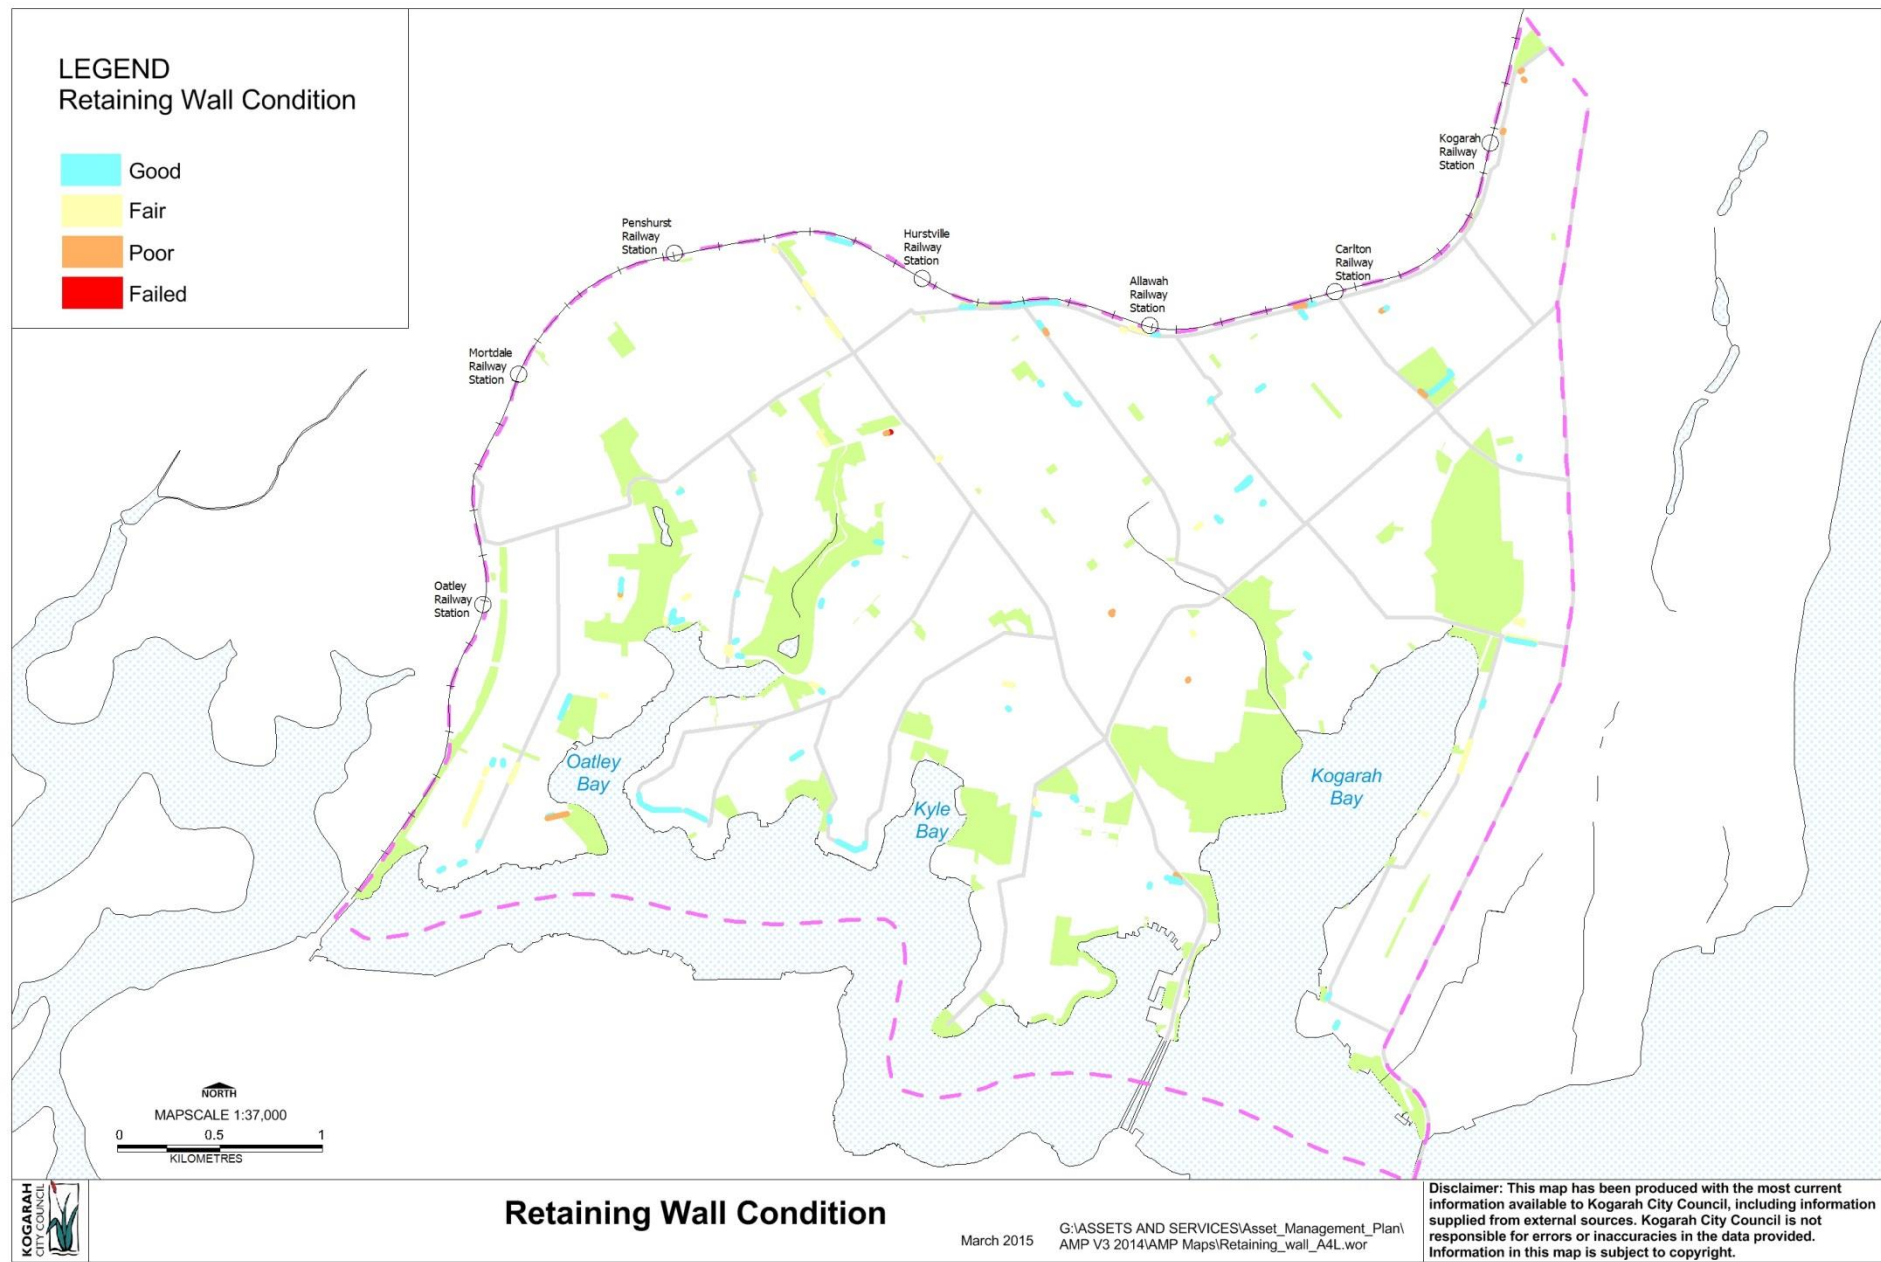 LEGEND
Retaining Wall Condition
Good
Fair
Poor
Failed
Kogarah
Railway
Station
Penshurst
Railway
Station
Hurstville
Railway
Station
Carlton
Railway
Station
Allawah
Railway
Station
Mortdale
Railway
Station
Oatley
Railway
Station
Oatley
Bay
Kyle
Bay
Kogarah
Bay
NORTH
MAPSCALE 1:37,000
0 0.5 1
KILOMETRES
KOGARAH
CITY COUNCIL
Retaining Wall Condition
March 2015
G:\ASSETS AND SERVICES\Asset_Management_Plan\
AMP V3 2014\AMP Maps\Retaining_wall_A4L.wor
Disclaimer: This map has been produced with the most current
information available to Kogarah City Council, including information
supplied from external sources. Kogarah City Council is not
responsible for errors or inaccuracies in the data provided.
Information in this map is subject to copyright.